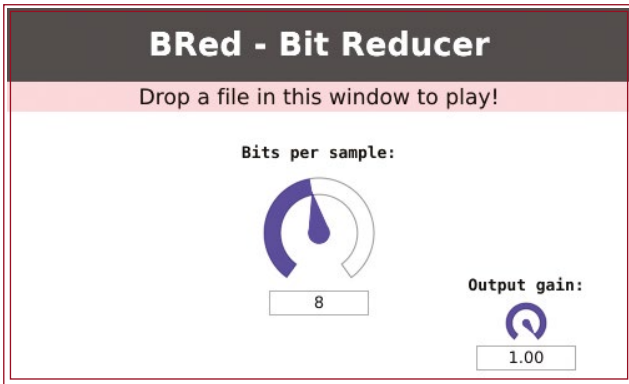 BRed - Bit Reducer
Drop a file in this window to play!
Bits per sample:
8
Output gain:
1.00